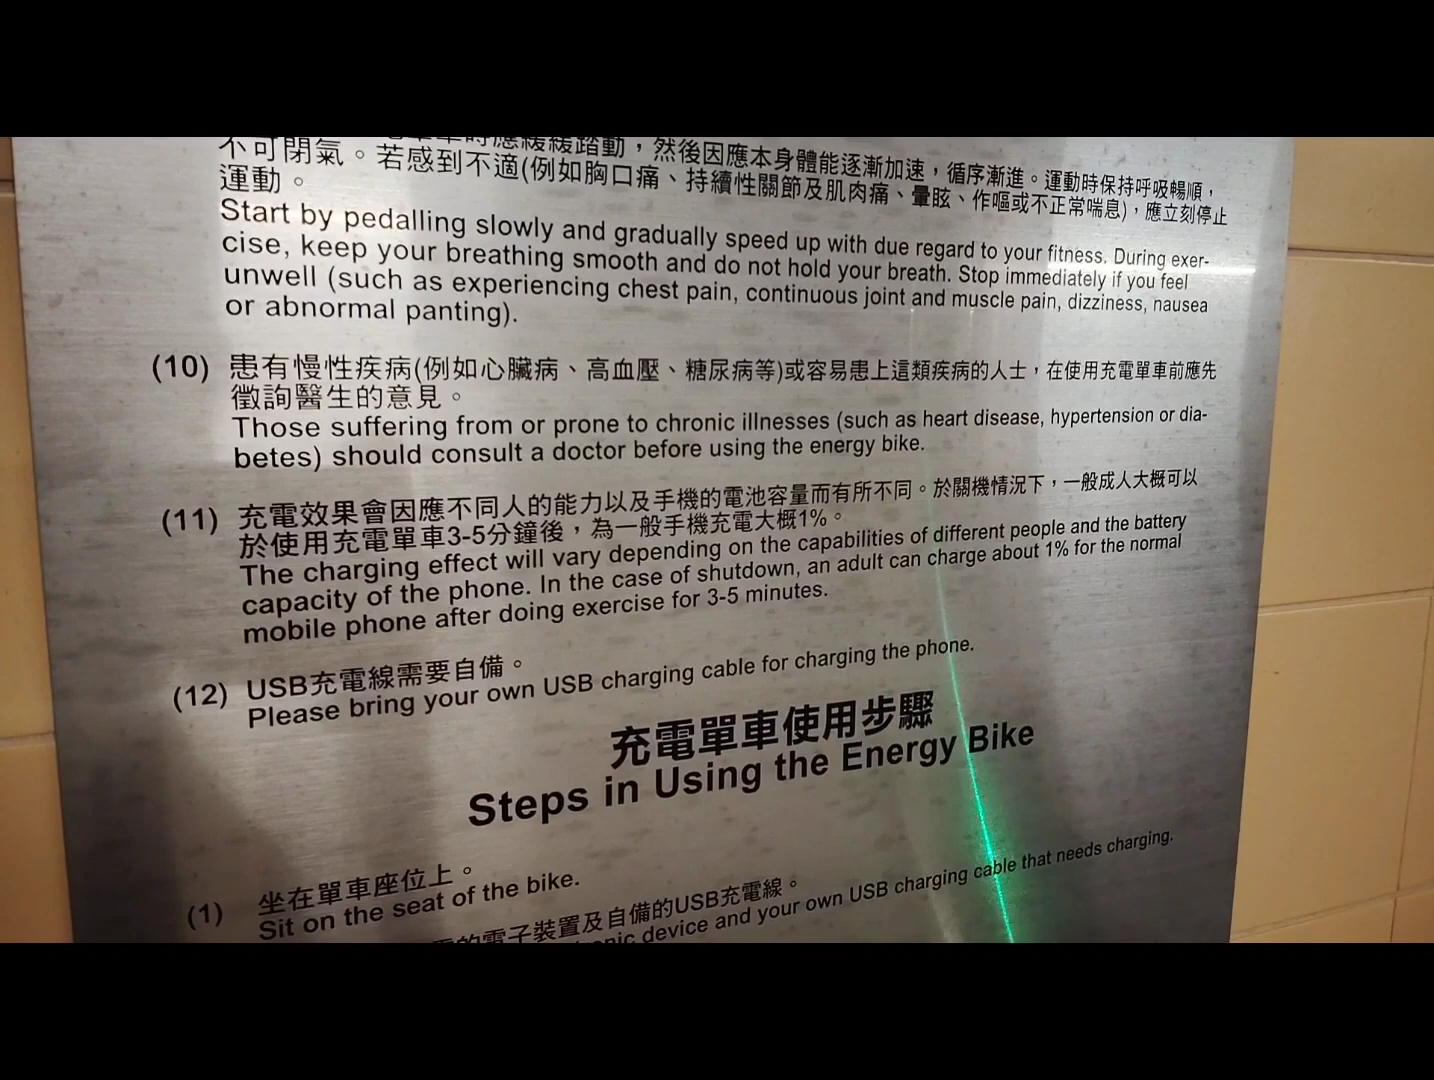 時應緩緩踏動，然後因應本身體能逐漸加速，循序漸進。運動時保持呼吸暢順，
不可閉氣。若感到不適(例如胸口痛、持續性關節及肌肉痛、暈眩、作嘔或不正常喘息)，應立刻停止
運動。
Start by pedalling slowly and gradually speed up with due regard to your fitness. During exer-
cise, keep your breathing smooth and do not hold your breath. Stop immediately if you feel
unwell (such as experiencing chest pain, continuous joint and muscle pain, dizziness, nausea
or abnormal panting).
(10) 患有慢性疾病(例如心臟病、高血壓、糖尿病等)或容易患上這類疾病的人士，在使用充電單車前應先
徵詢醫生的意見。
Those suffering from or prone to chronic illnesses (such as heart disease, hypertension or dia-
betes) should consult a doctor before using the energy bike.
(11) 充電效果會因應不同人的能力以及手機的電池容量而有所不同。於關機情況下，一般成人大概可以
於使用充電單車3-5分鐘後，為一般手機充電大概1%。
The charging effect will vary depending on the capabilities of different people and the battery
capacity of the phone. In the case of shutdown, an adult can charge about 1% for the normal
mobile phone after doing exercise for 3-5 minutes.
(12) USB充電線需要自備。
Please bring your own USB charging cable for charging the phone.
充電單車使用步驟
Steps in Using the Energy Bike
(1) 坐在單車座位上。
Sit on the seat of the bike.
的電子裝置及自備的USB充電線。
device and your own USB charging cable that needs charging.